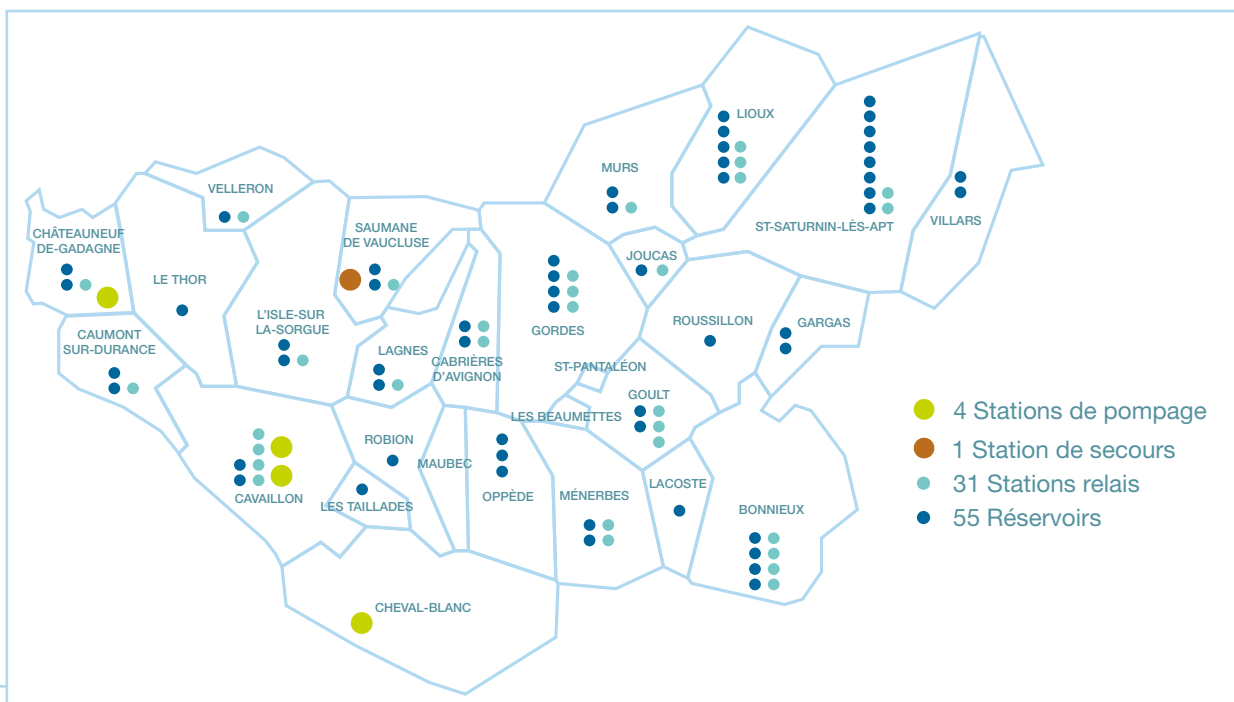 LIOUX
MURS
VELLERON
ST-SATURNIN-LÈS-APT
VILLARS
CHÂTEAUNEUF
DE-GADAGNE
SAUMANE
DE VAUCLUSE
JOUCAS
LE THOR
L'ISLE-SUR
LA-SORGUE
GORDES
ROUSSILLON
GARGAS
CAUMONT
SUR-DURANCE
LAGNES
CABRIÈRES
D'AVIGNON
ST-PANTALÉON
GOULT
LES BEAUMETTES
ROBION
MAUBEC
OPPÈDE
MÉNERBES
LACOSTE
BONNIEUX
CAVAILLON
LES TAILLADES
CHEVAL-BLANC
4 Stations de pompage
1 Station de secours
31 Stations relais
55 Réservoirs